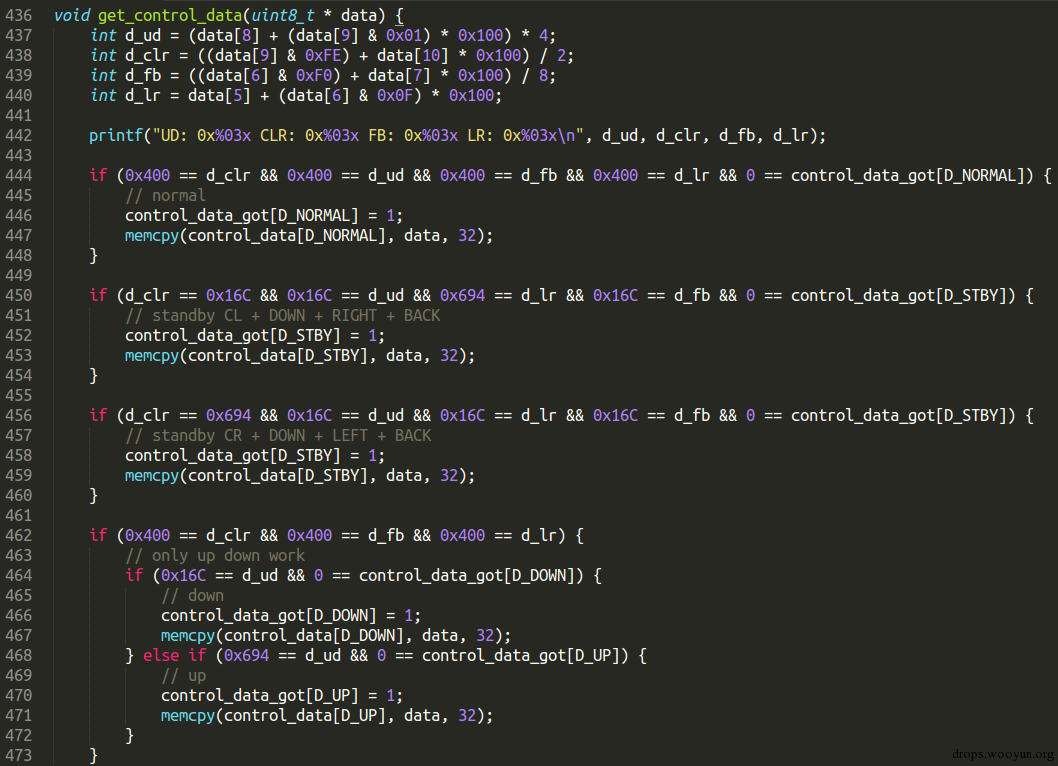 436 void get_control_data(uint8_t * data) {
437     int d_ud = (data[8] + (data[9] & 0x01) * 0x100) * 4;
438     int d_clr = ((data[9] & 0xFE) + data[10] * 0x100) / 2;
439     int d_fb = ((data[6] & 0xF0) + data[7] * 0x100) / 8;
440     int d_lr = data[5] + (data[6] & 0x0F) * 0x100;
441
442     printf("UD: 0x%03x CLR: 0x%03x FB: 0x%03x LR: 0x%03x\n", d_ud, d_clr, d_fb, d_lr);
443
444     if (0x400 == d_clr && 0x400 == d_ud && 0x400 == d_fb && 0x400 == d_lr && 0 == control_data_got[D_NORMAL]) {
445         // normal
446         control_data_got[D_NORMAL] = 1;
447         memcpy(control_data[D_NORMAL], data, 32);
448     }
449
450     if (d_clr == 0x16C && 0x16C == d_ud && 0x694 == d_lr && 0x16C == d_fb && 0 == control_data_got[D_STBY]) {
451         // standby CL + DOWN + RIGHT + BACK
452         control_data_got[D_STBY] = 1;
453         memcpy(control_data[D_STBY], data, 32);
454     }
455
456     if (d_clr == 0x694 && 0x16C == d_ud && 0x16C == d_lr && 0x16C == d_fb && 0 == control_data_got[D_STBY]) {
457         // standby CR + DOWN + LEFT + BACK
458         control_data_got[D_STBY] = 1;
459         memcpy(control_data[D_STBY], data, 32);
460     }
461
462     if (0x400 == d_clr && 0x400 == d_fb && 0x400 == d_lr) {
463         // only up down work
464         if (0x16C == d_ud && 0 == control_data_got[D_DOWN]) {
465             // down
466             control_data_got[D_DOWN] = 1;
467             memcpy(control_data[D_DOWN], data, 32);
468         } else if (0x694 == d_ud && 0 == control_data_got[D_UP]) {
469             // up
470             control_data_got[D_UP] = 1;
471             memcpy(control_data[D_UP], data, 32);
472         }
473     }
drops.wooyun.org